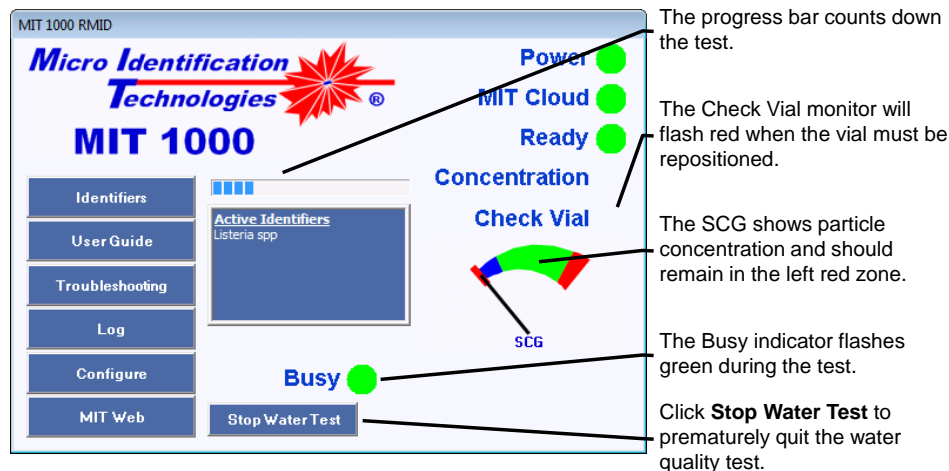 MIT 1000 RMID
Micro Identification
Technologies ®
MIT 1000
Power
MIT Cloud
Ready
Concentration
Check Vial
SCG
Identifiers
User Guide
Troubleshooting
Log
Configure
MIT Web
Active Identifiers
Listeria spp
Busy
Stop Water Test
The progress bar counts down
the test.
The Check Vial monitor will
flash red when the vial must be
repositioned.
The SCG shows particle
concentration and should
remain in the left red zone.
The Busy indicator flashes
green during the test.
Click Stop Water Test to
prematurely quit the water
quality test.